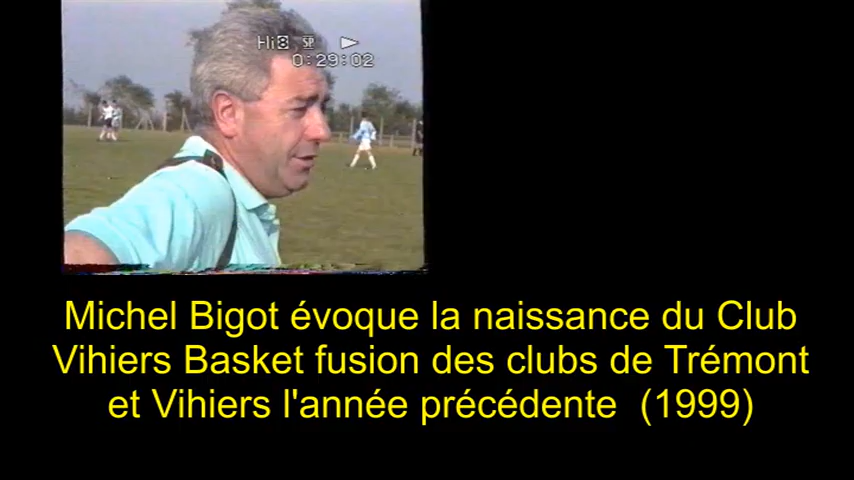 Hi8 SP
0:29:02
Michel Bigot évoque la naissance du Club
Vihiers Basket fusion des clubs de Trémont
et Vihiers l'année précédente (1999)